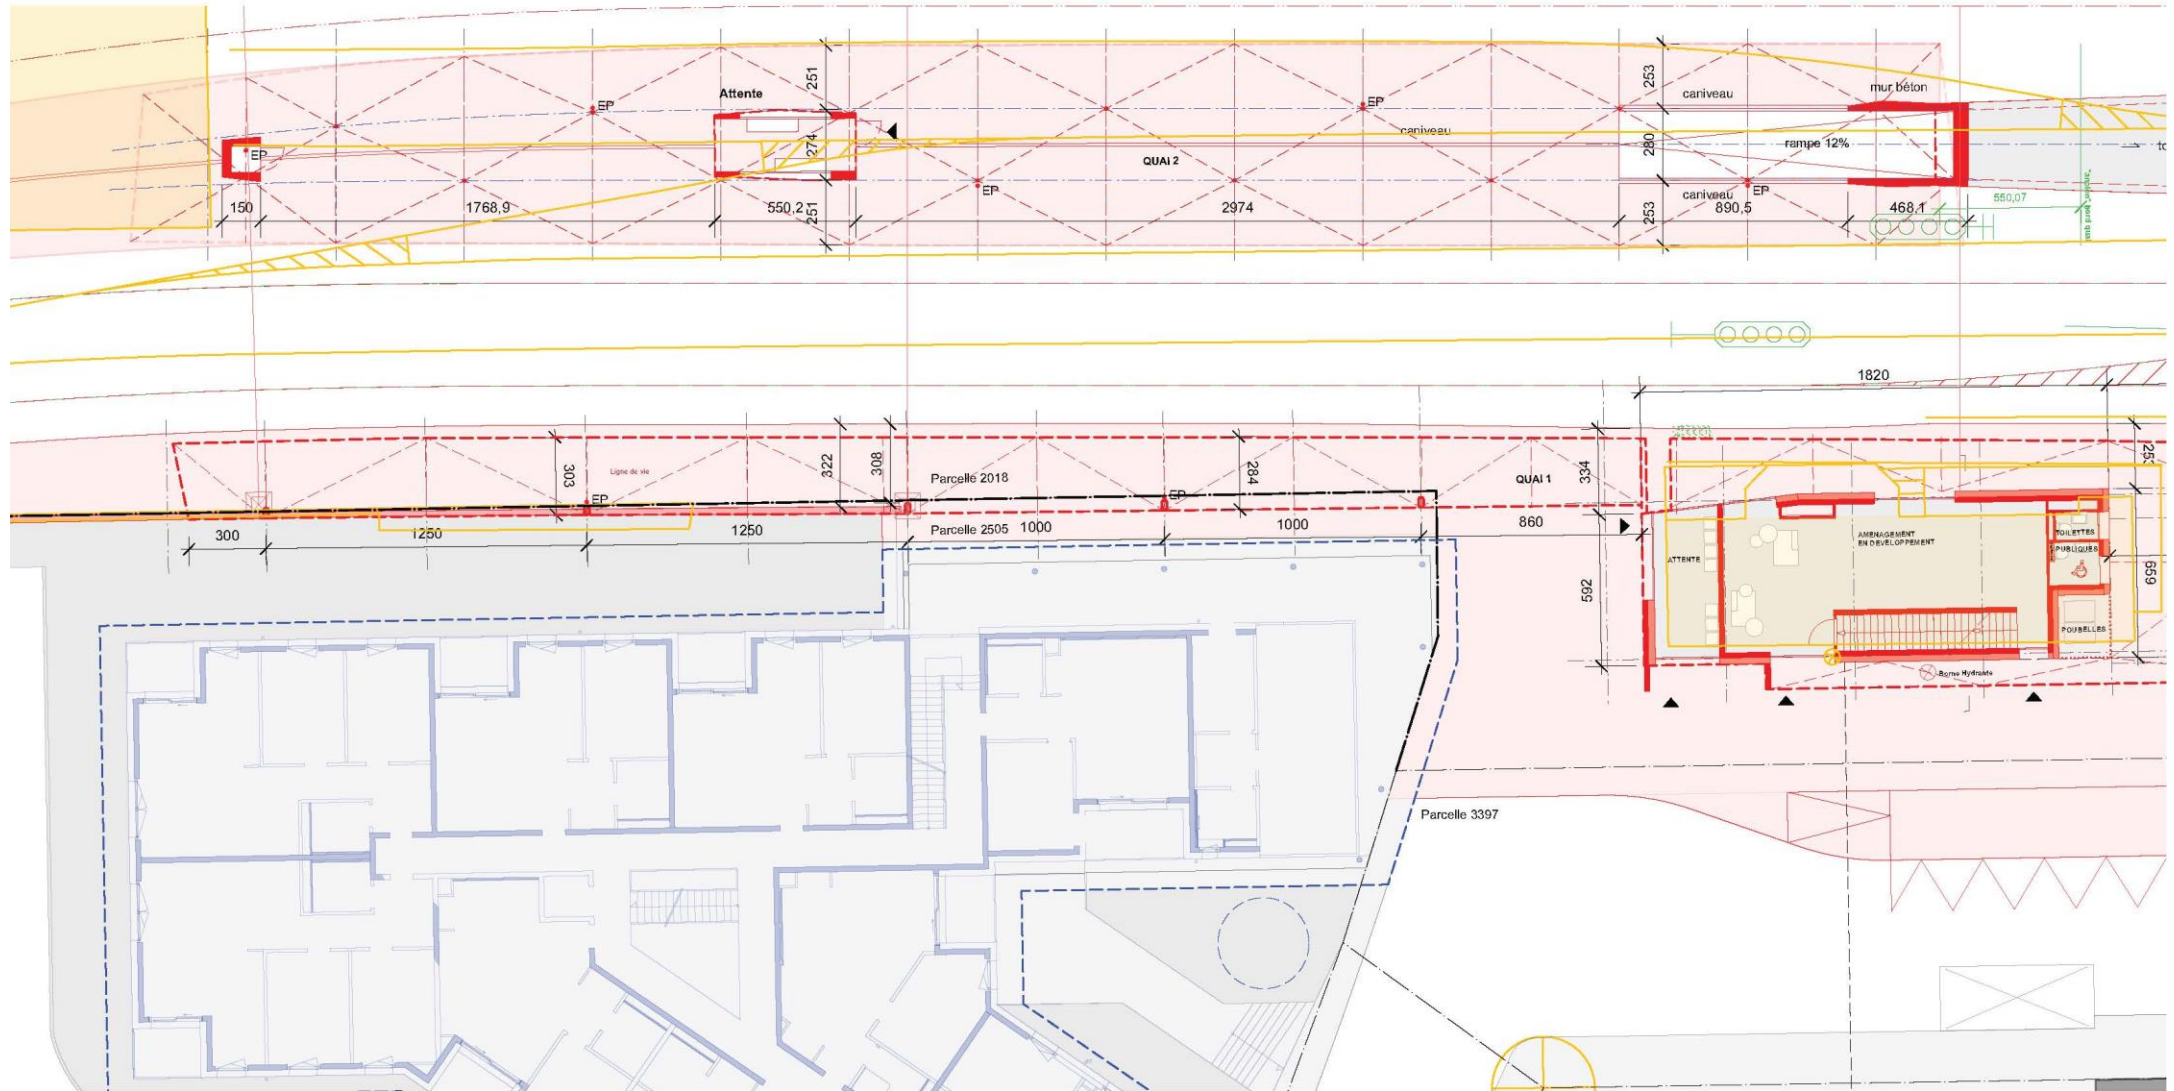 251
253
EP
Attente
EP
caniveau
mur béton
EP
274
caniveau
280
QUAI 2
rampe 12%
EP
EP
caniveau
150
1768,9
550,2
251
2974
253
890,5
468,1
550,07
1820
303
Ligne de vie
322
308
Parcelle 2018
284
QUAI 1
334
EP
EP
300
1250
1250
Parcelle 2505
1000
1000
860
592
ATTENTE
AMENAGEMENT
EN DEVELOPPEMENT
TOILETTES
PUBLIQUES
659
POUBELLES
Borne Hydrante
Parcelle 3397